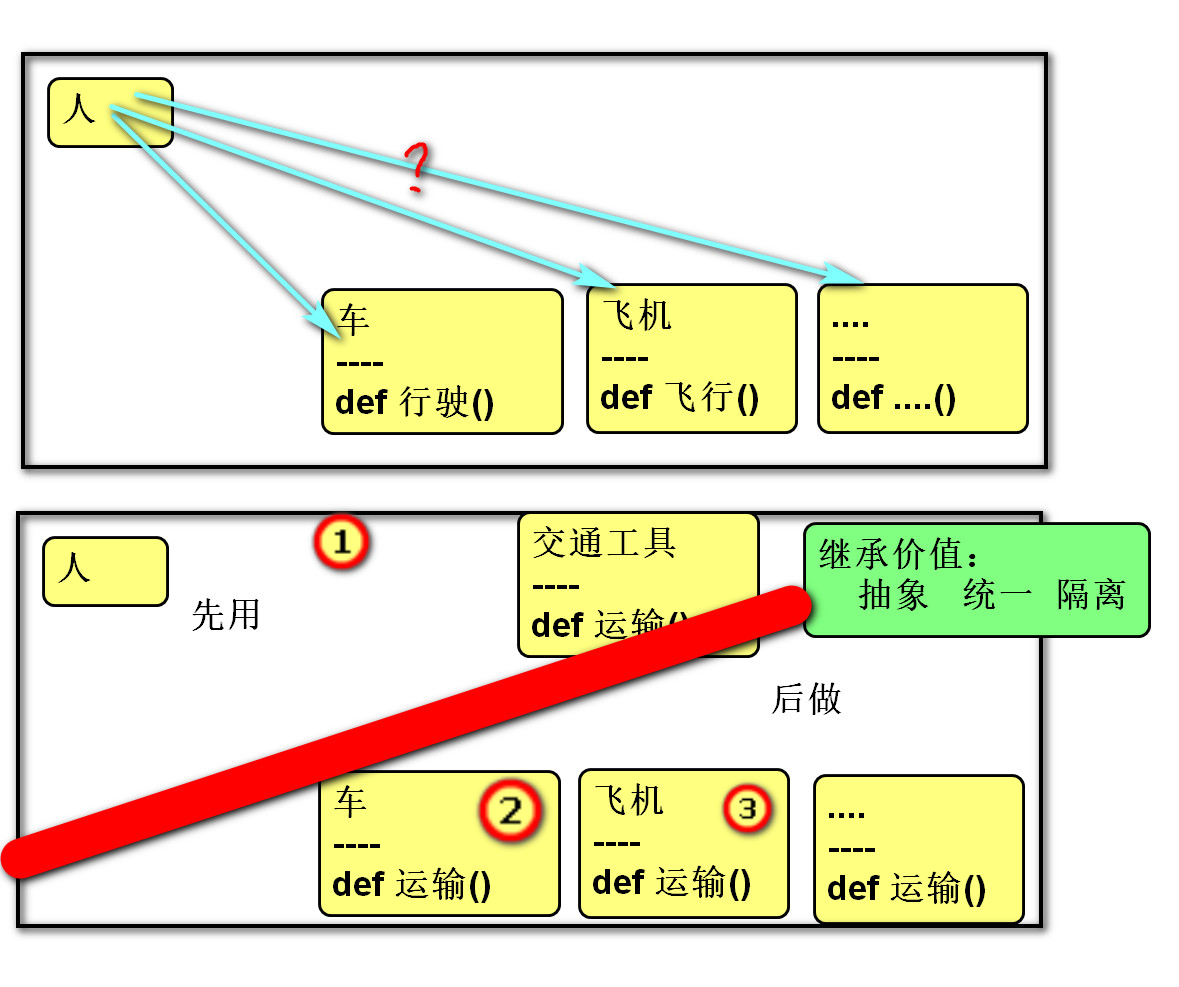 人
?
车
----
def 行驶()
飞机
----
def 飞行()
....
----
def ....()
人
先用
1
交通工具
----
def 运输()
继承价值：
抽象 统一 隔离
后做
车
2
----
def 运输()
飞机
3
----
def 运输()
....
----
def 运输()